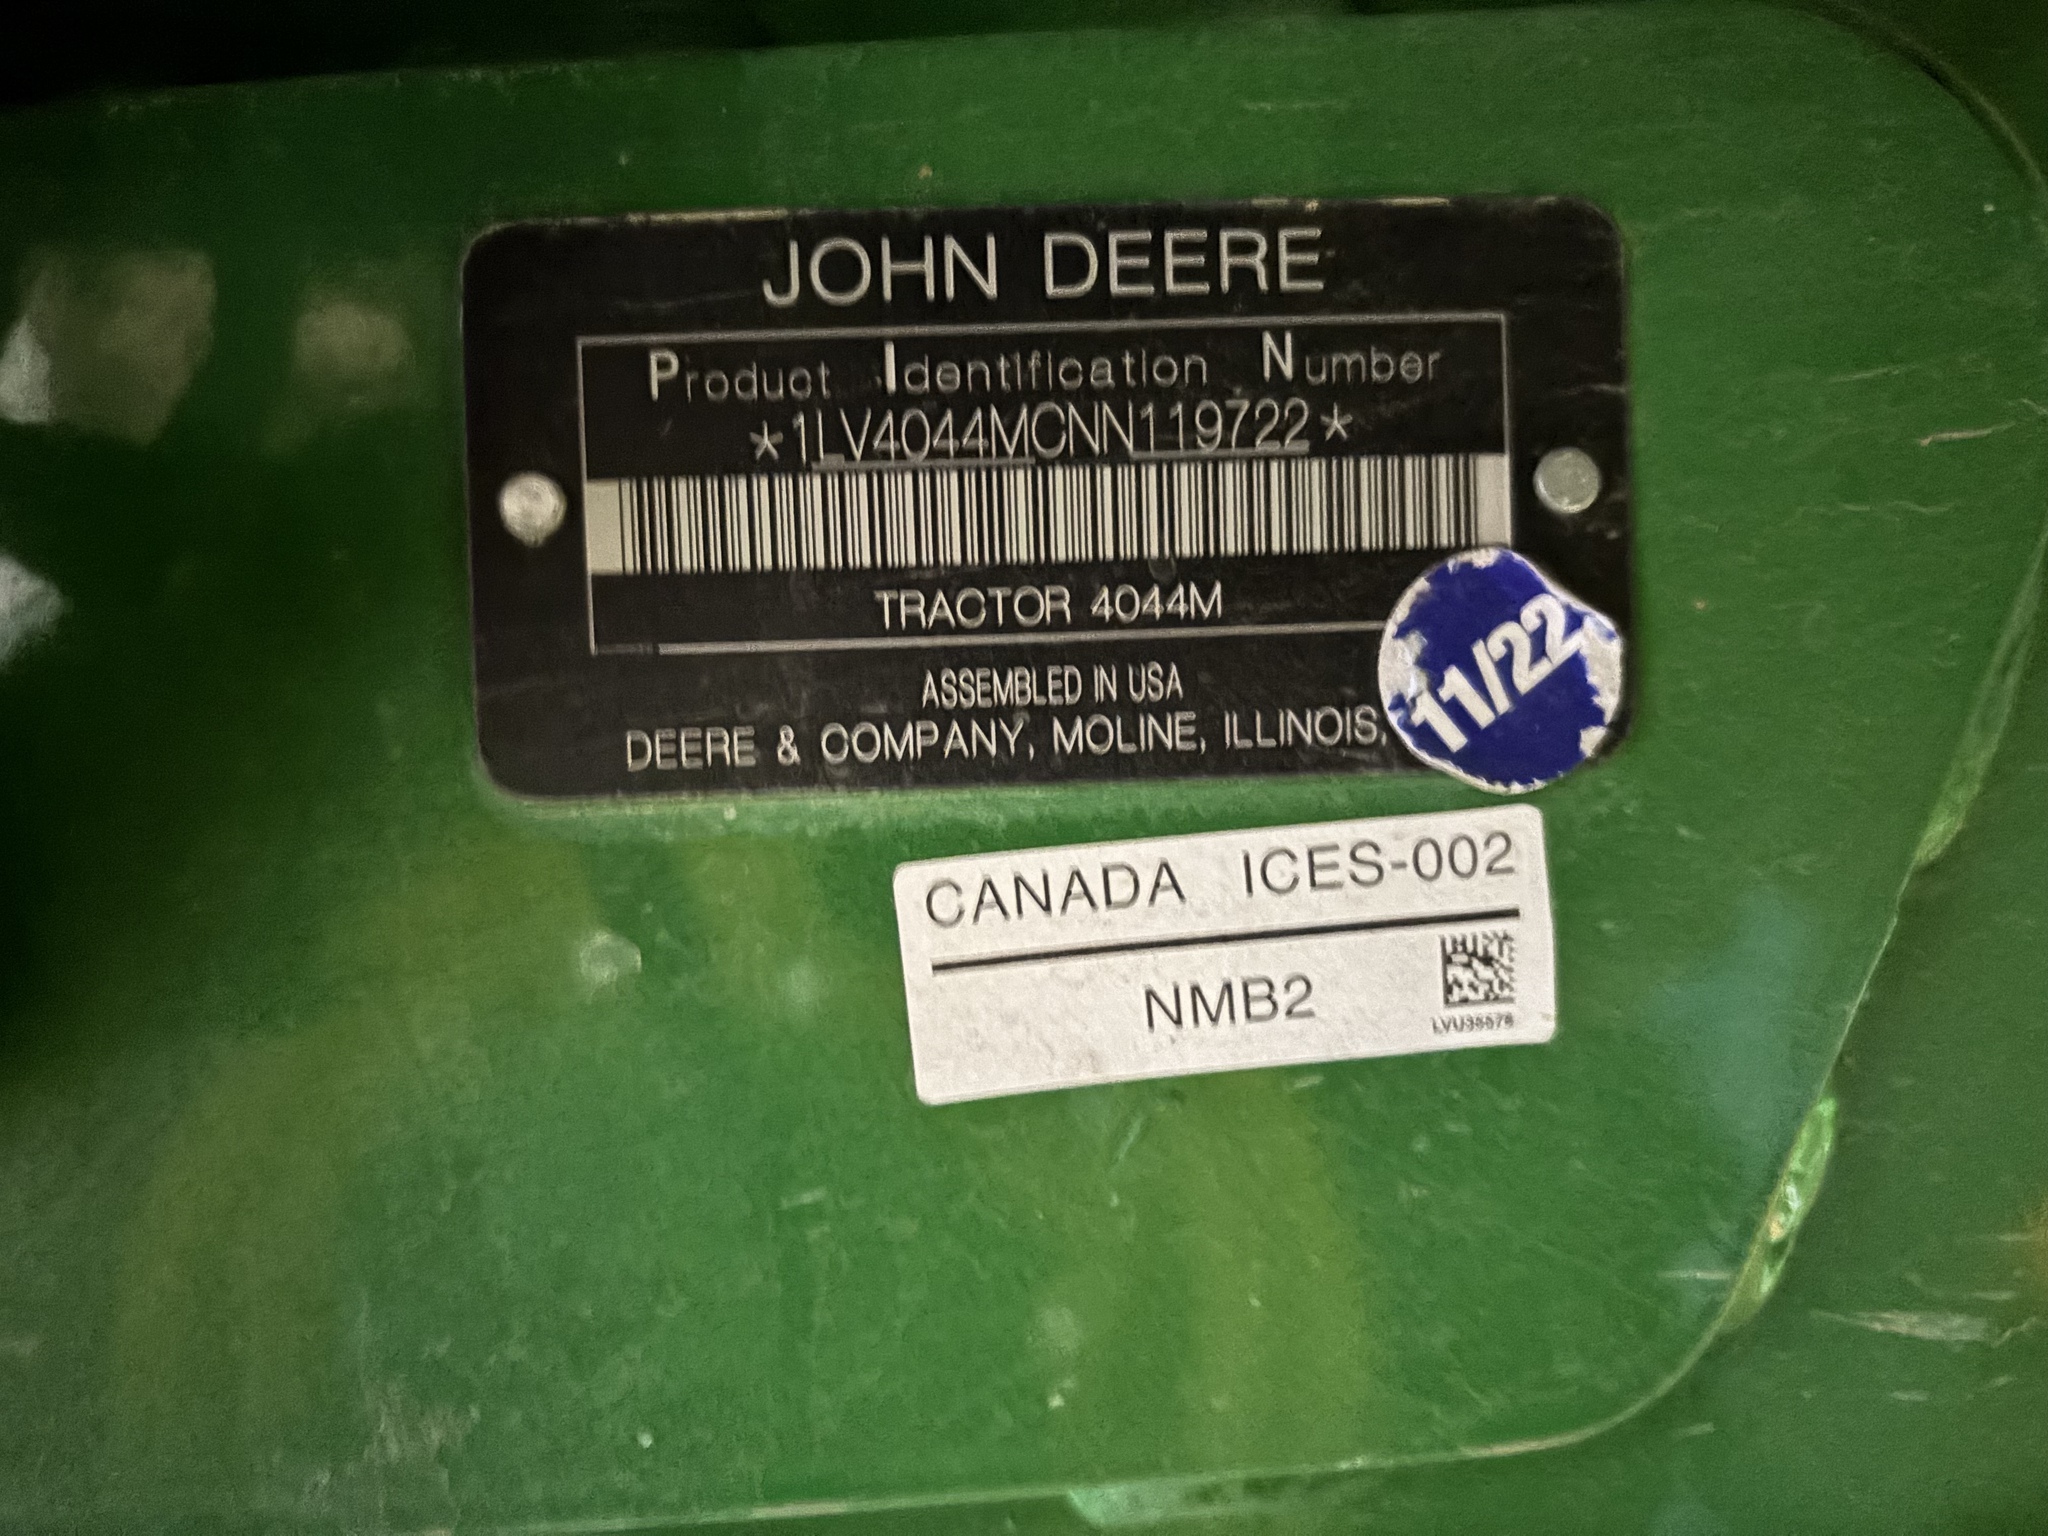 JOHN DEERE
Product Identification Number
*1LV4044MCNN119722*
TRACTOR 4044M
ASSEMBLED IN USA
DEERE & COMPANY, MOLINE, ILLINOIS,
11/22
CANADA ICES-002
NMB2